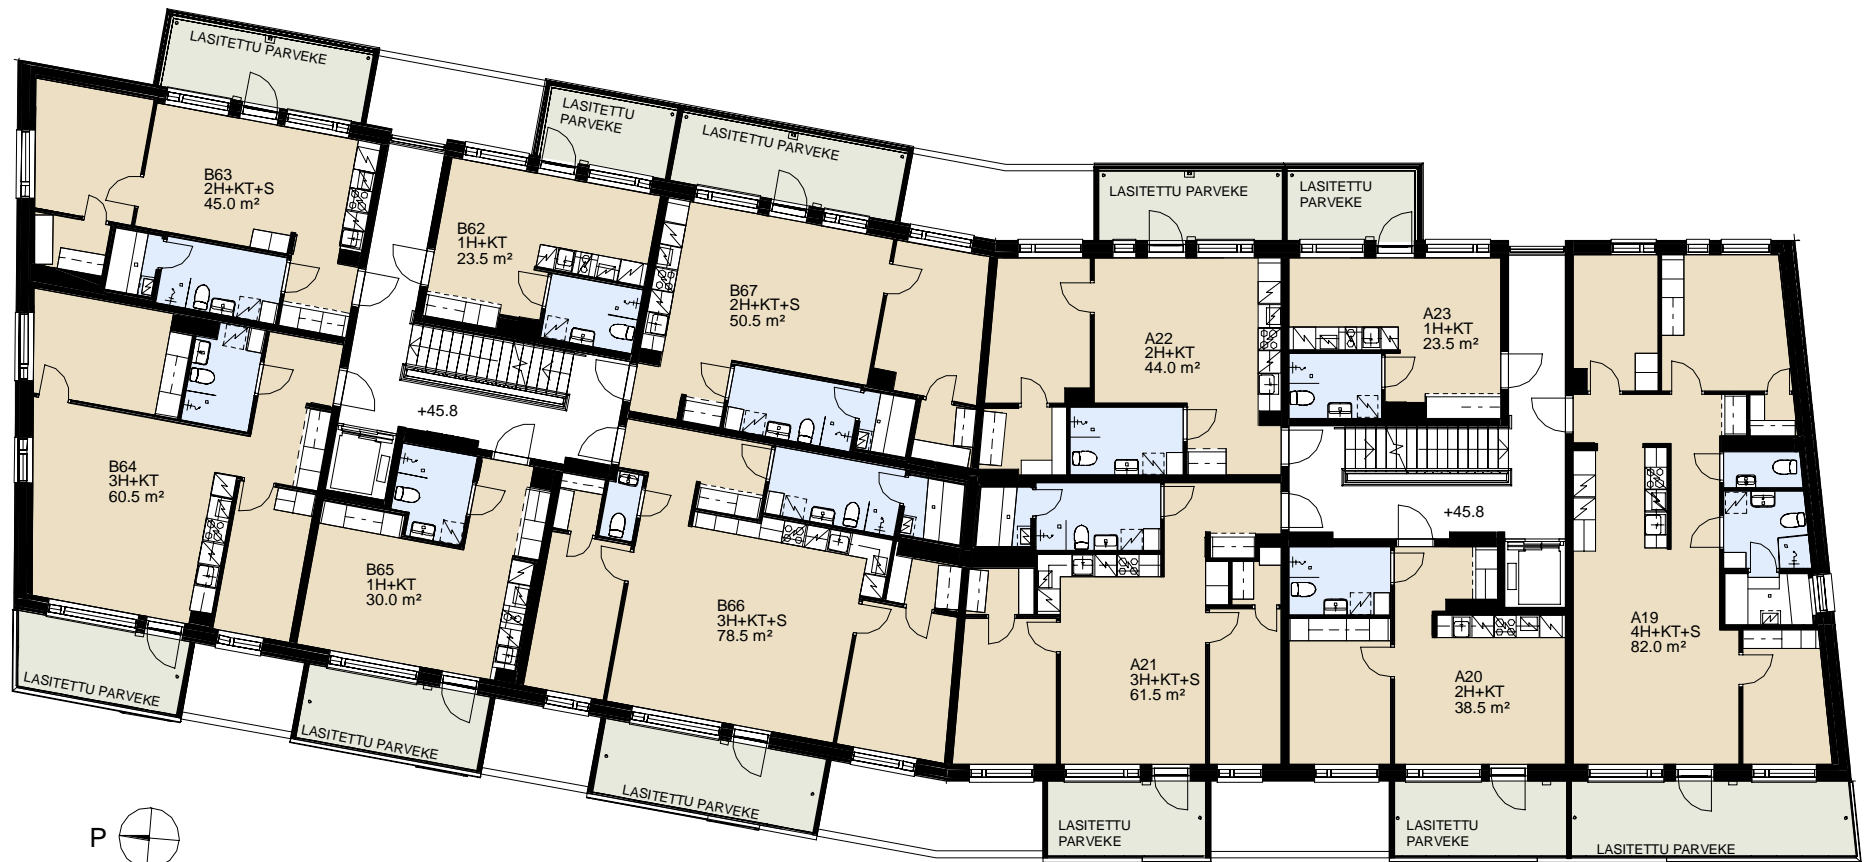 LASITETTU PARVEKE
LASITETTU
PARVEKE
LASITETTU PARVEKE
LASITETTU PARVEKE
LASITETTU
PARVEKE
B63
2H+KT+S
45.0 m²
B62
1H+KT
23.5 m²
B67
2H+KT+S
50.5 m²
A22
2H+KT
44.0 m²
A23
1H+KT
23.5 m²
+45.8
B64
3H+KT
60.5 m²
+45.8
B65
1H+KT
30.0 m²
B66
3H+KT+S
78.5 m²
A21
3H+KT+S
61.5 m²
A20
2H+KT
38.5 m²
A19
4H+KT+S
82.0 m²
LASITETTU PARVEKE
LASITETTU PARVEKE
LASITETTU PARVEKE
LASITETTU
PARVEKE
LASITETTU
PARVEKE
LASITETTU PARVEKE
P